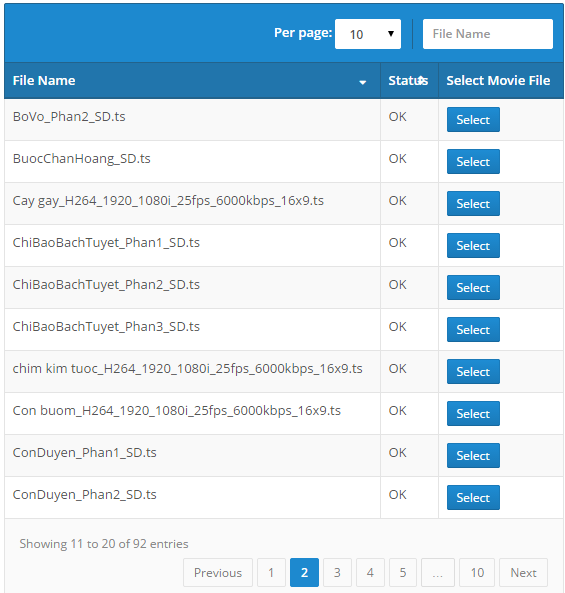 Per page: 10 File Name
File Name Status Select Movie File
BoVo_Phan2_SD.ts OK Select
BuocChanHoang_SD.ts OK Select
Cay gay_H264_1920_1080i_25fps_6000kbps_16x9.ts OK Select
ChiBaoBachTuyet_Phan1_SD.ts OK Select
ChiBaoBachTuyet_Phan2_SD.ts OK Select
ChiBaoBachTuyet_Phan3_SD.ts OK Select
chim kim tuoc_H264_1920_1080i_25fps_6000kbps_16x9.ts OK Select
Con buom_H264_1920_1080i_25fps_6000kbps_16x9.ts OK Select
ConDuyen_Phan1_SD.ts OK Select
ConDuyen_Phan2_SD.ts OK Select
Showing 11 to 20 of 92 entries
Previous 1 2 3 4 5 ... 10 Next